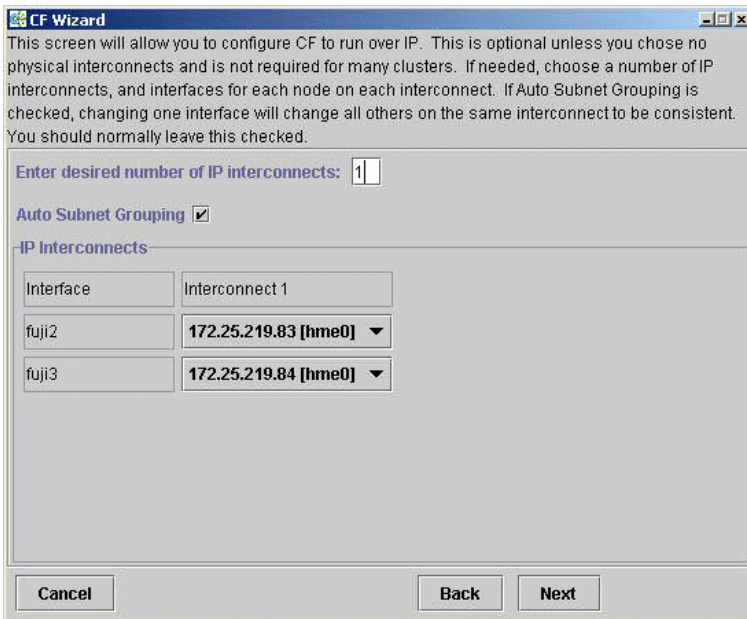 CF Wizard
This screen will allow you to configure CF to run over IP. This is optional unless you chose no
physical interconnects and is not required for many clusters. If needed, choose a number of IP
interconnects, and interfaces for each node on each interconnect. If Auto Subnet Grouping is
checked, changing one interface will change all others on the same interconnect to be consistent.
You should normally leave this checked.
Enter desired number of IP interconnects: 1
Auto Subnet Grouping
IP Interconnects
Interface Interconnect 1
fuji2 172.25.219.83 [hme0]
fuji3 172.25.219.84 [hme0]
Cancel Back Next